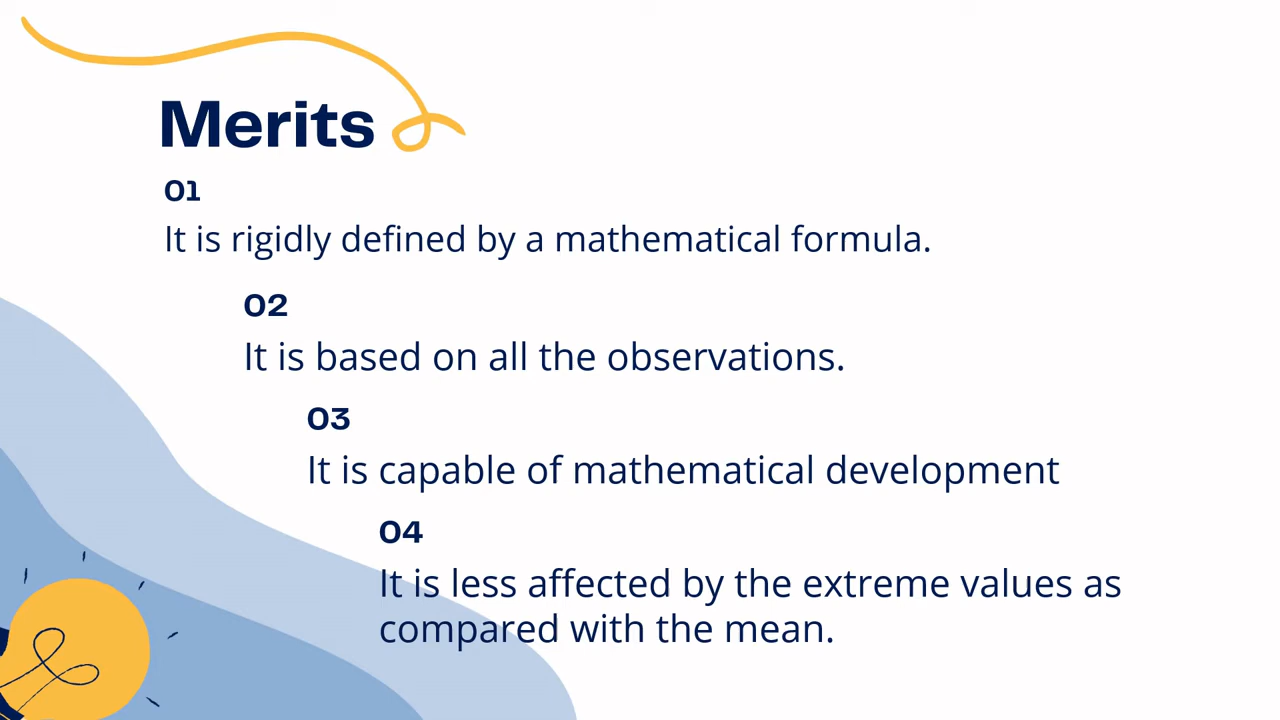 Merits
01
It is rigidly defined by a mathematical formula.
02
It is based on all the observations.
03
It is capable of mathematical development
04
It is less affected by the extreme values as
compared with the mean.